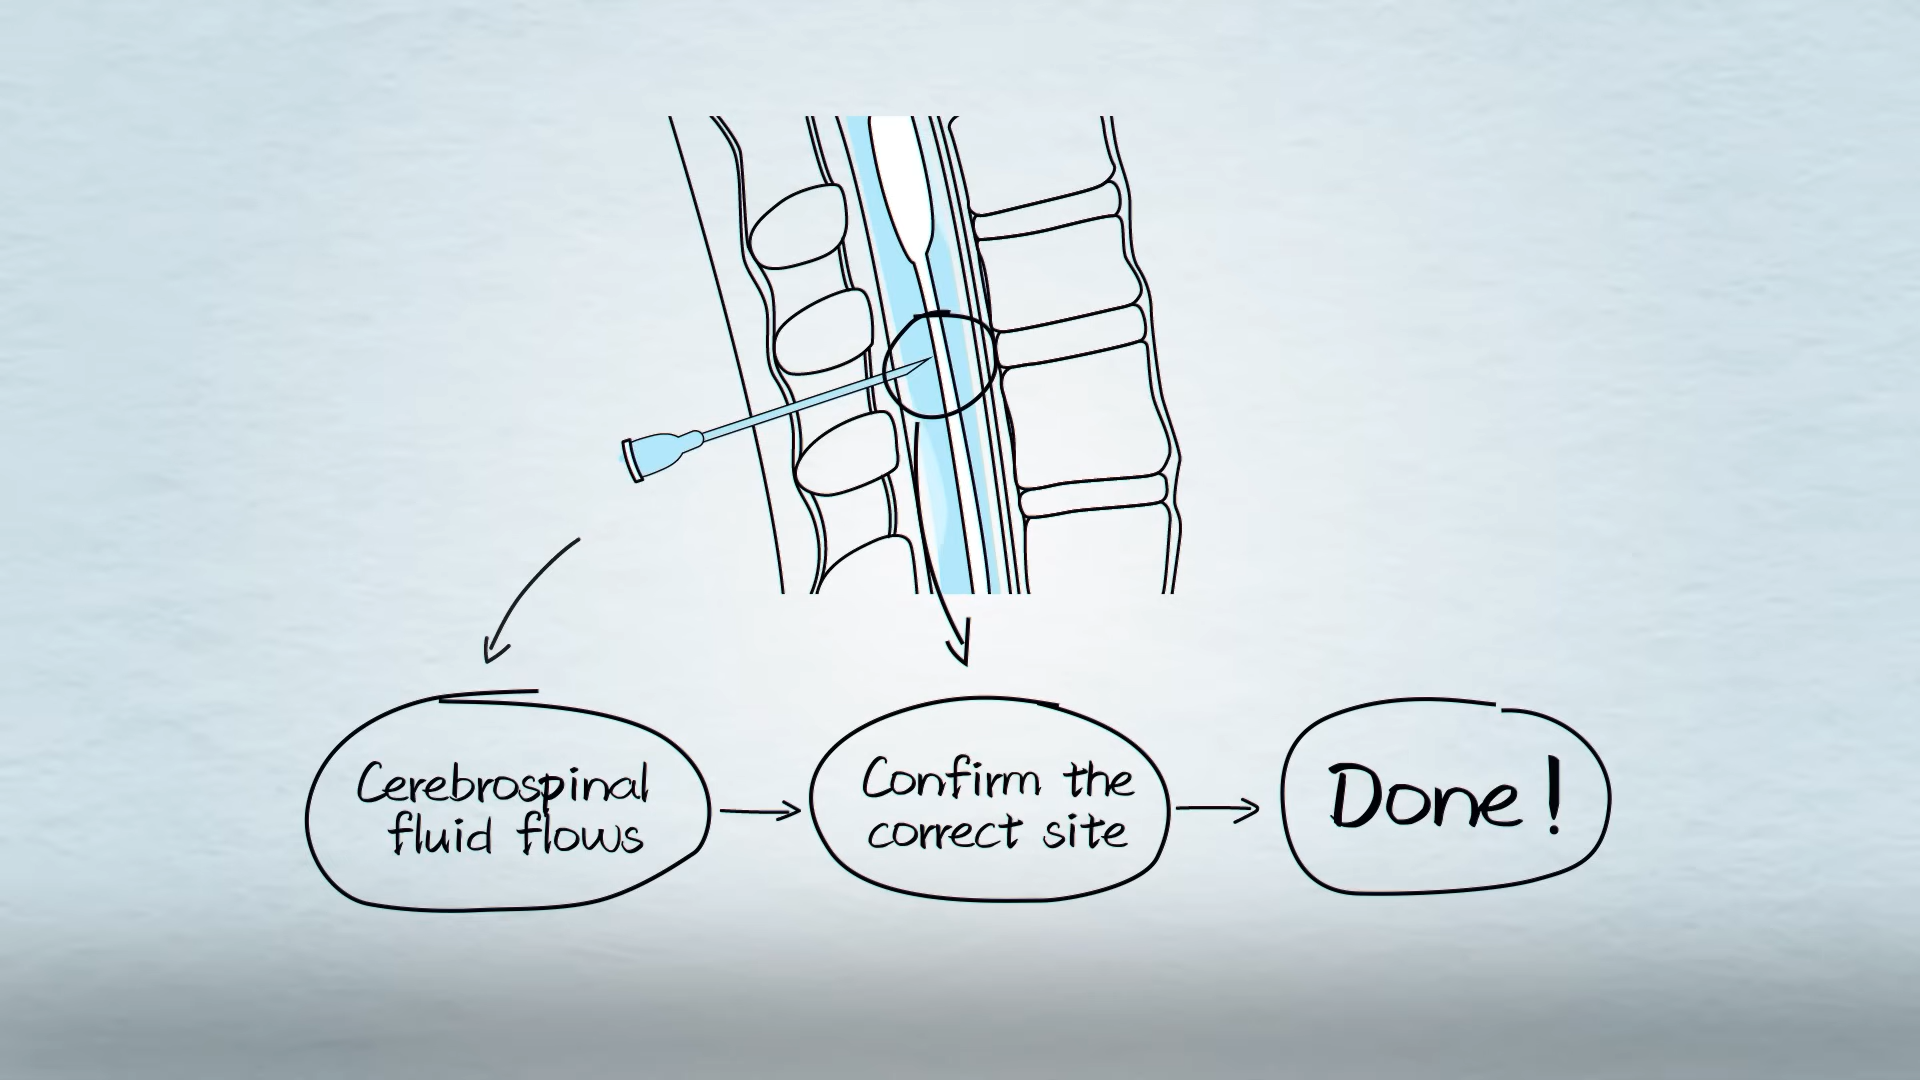 Cerebrospinal
fluid flows
Confirm the
correct site
Done!